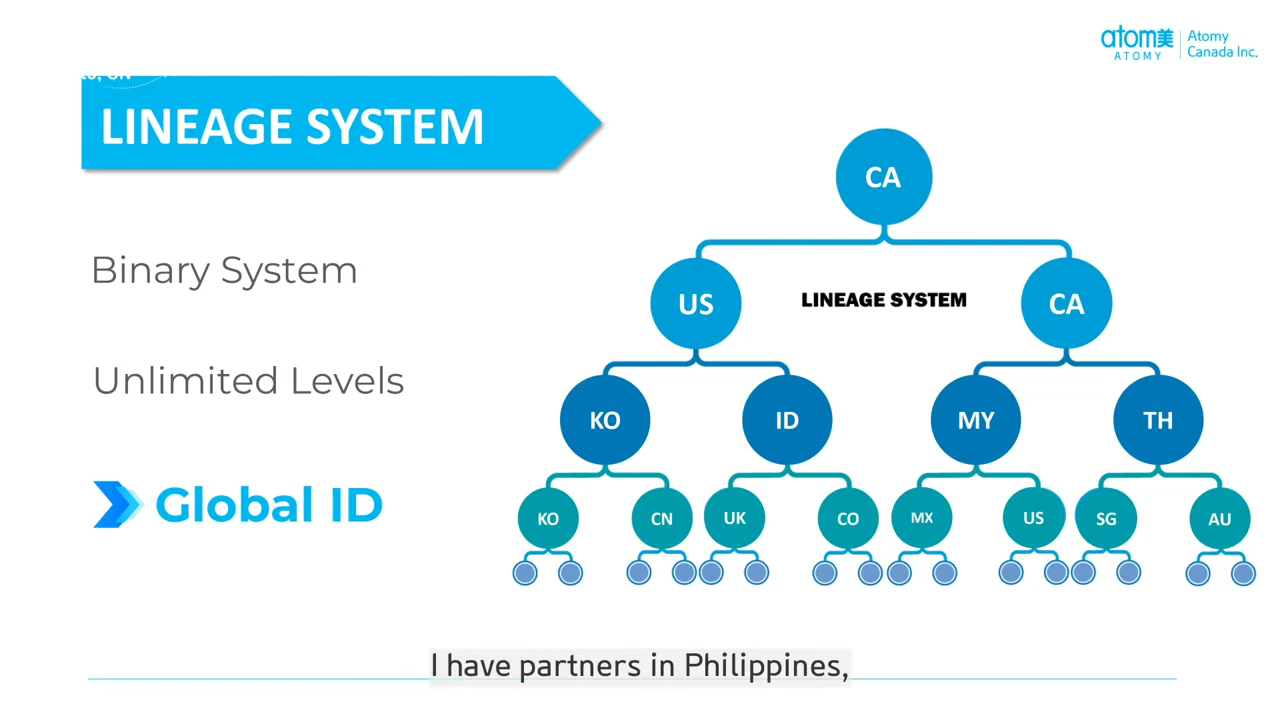 atom美
ATOMY
Atomy
Canada Inc.
LINEAGE SYSTEM
Binary System
Unlimited Levels
Global ID
CA
US
LINEAGE SYSTEM
CA
KO
ID
MY
TH
KO
CN
UK
CO
MX
US
SG
AU
I have partners in Philippines,